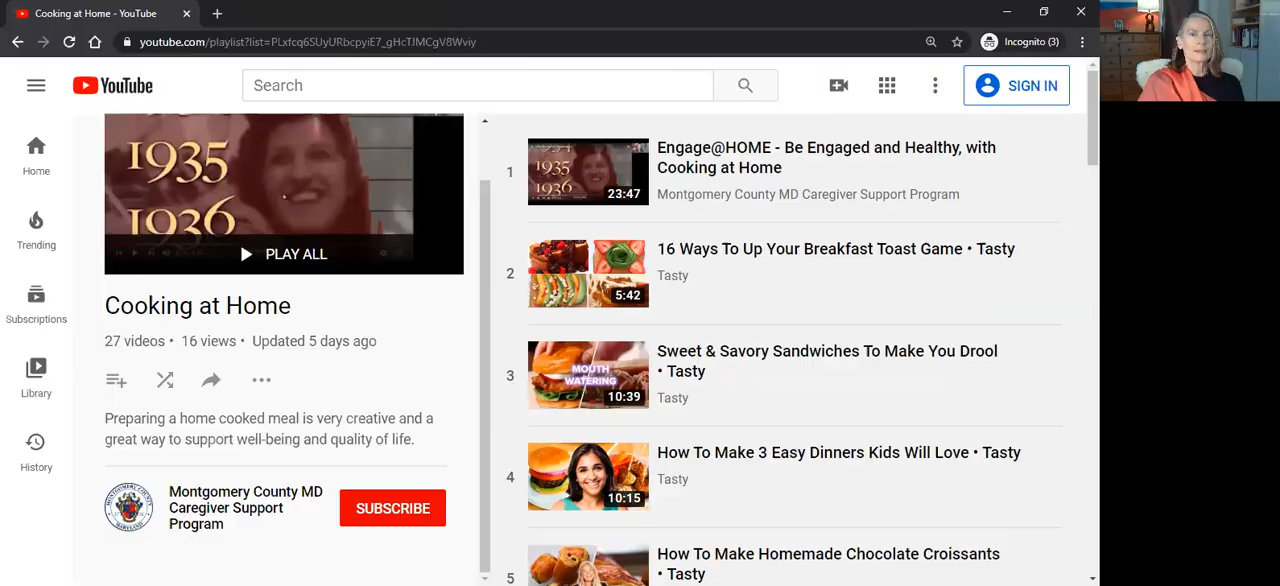 Cooking at Home - YouTube
youtube.com/playlist?list=PLxfcq6SUyURbcpyiE7_gHcTJMCgV8Wviy
Incognito (3)
YouTube
Search
SIGN IN
Home
Trending
Subscriptions
Library
History
1935
1936
PLAY ALL
Cooking at Home
27 videos • 16 views • Updated 5 days ago
Preparing a home cooked meal is very creative and a
great way to support well-being and quality of life.
Montgomery County MD
Caregiver Support
Program
SUBSCRIBE
1
1935
1936
23:47
Engage@HOME - Be Engaged and Healthy, with
Cooking at Home
Montgomery County MD Caregiver Support Program
2
5:42
16 Ways To Up Your Breakfast Toast Game • Tasty
Tasty
3
MOUTH
WATERING
10:39
Sweet & Savory Sandwiches To Make You Drool
• Tasty
Tasty
4
10:15
How To Make 3 Easy Dinners Kids Will Love • Tasty
Tasty
5
How To Make Homemade Chocolate Croissants
• Tasty